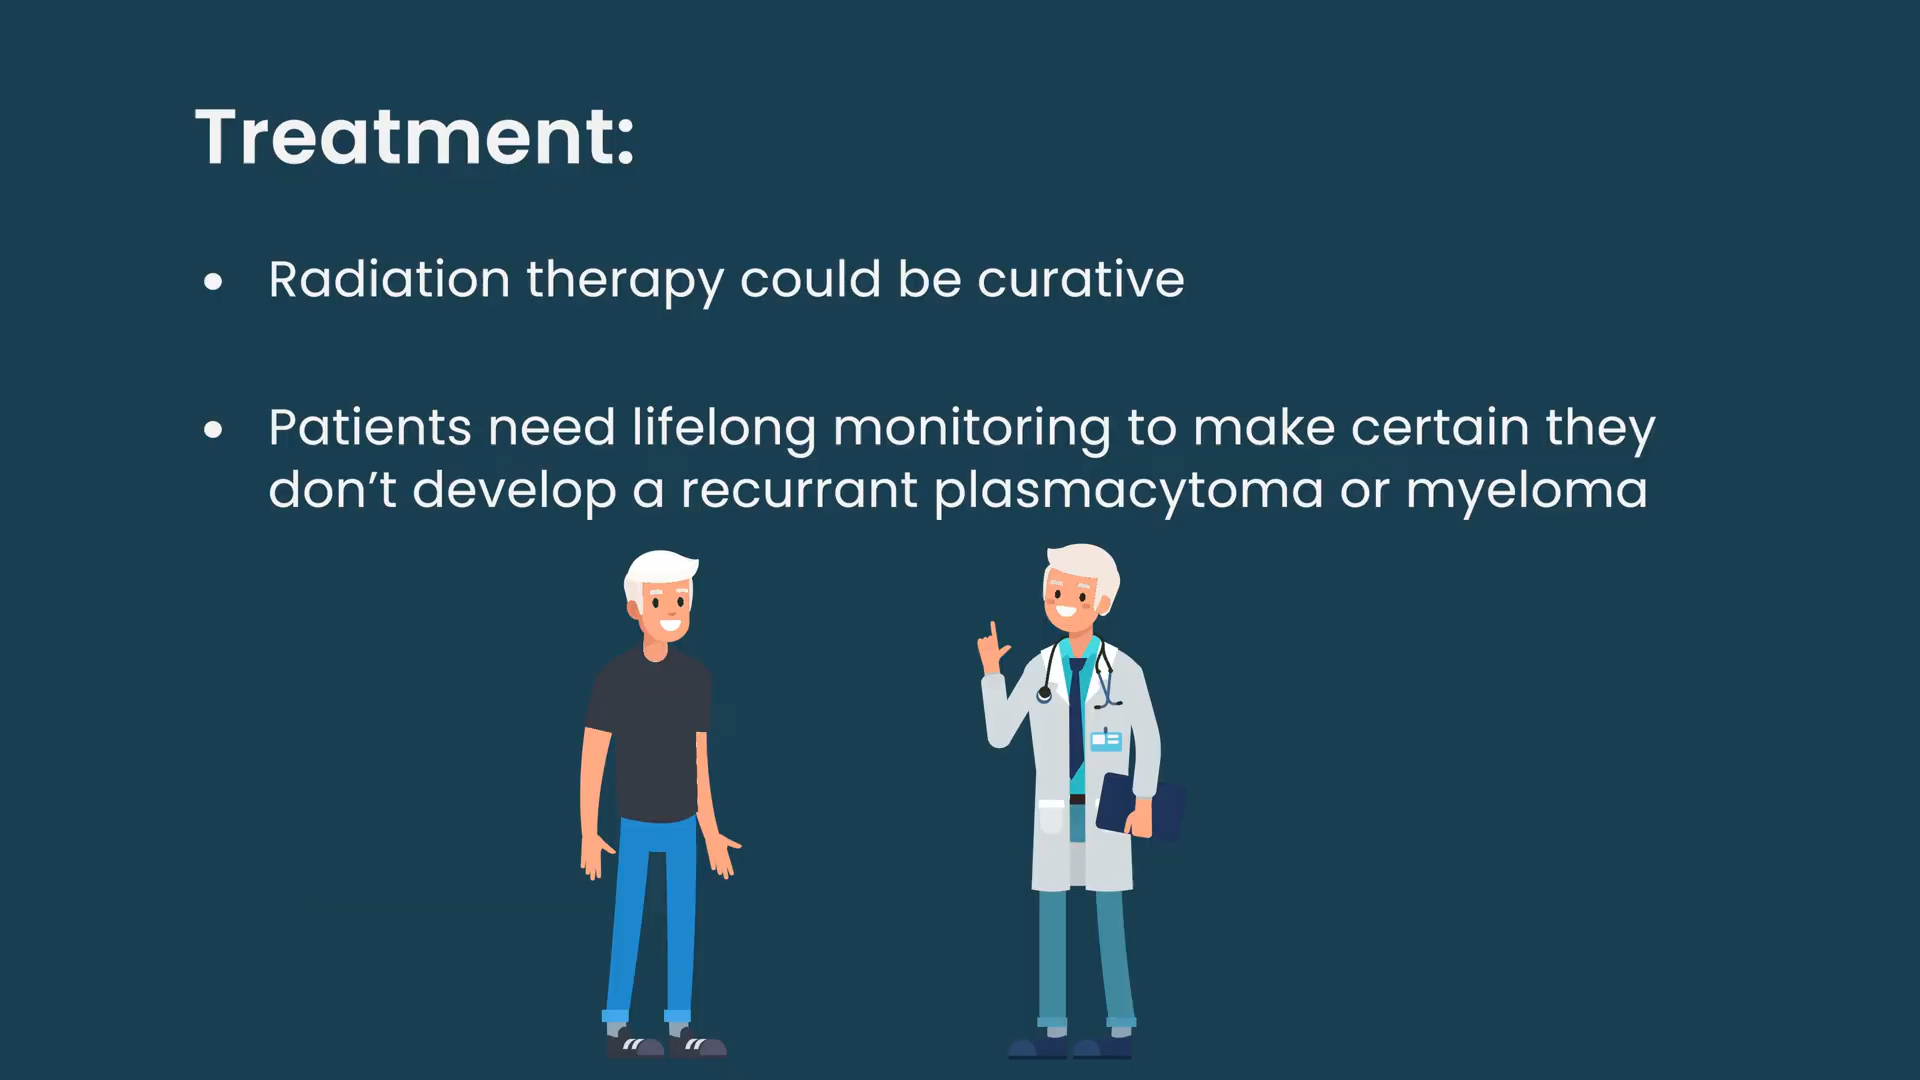 Treatment:
• Radiation therapy could be curative
• Patients need lifelong monitoring to make certain they
don’t develop a recurrant plasmacytoma or myeloma